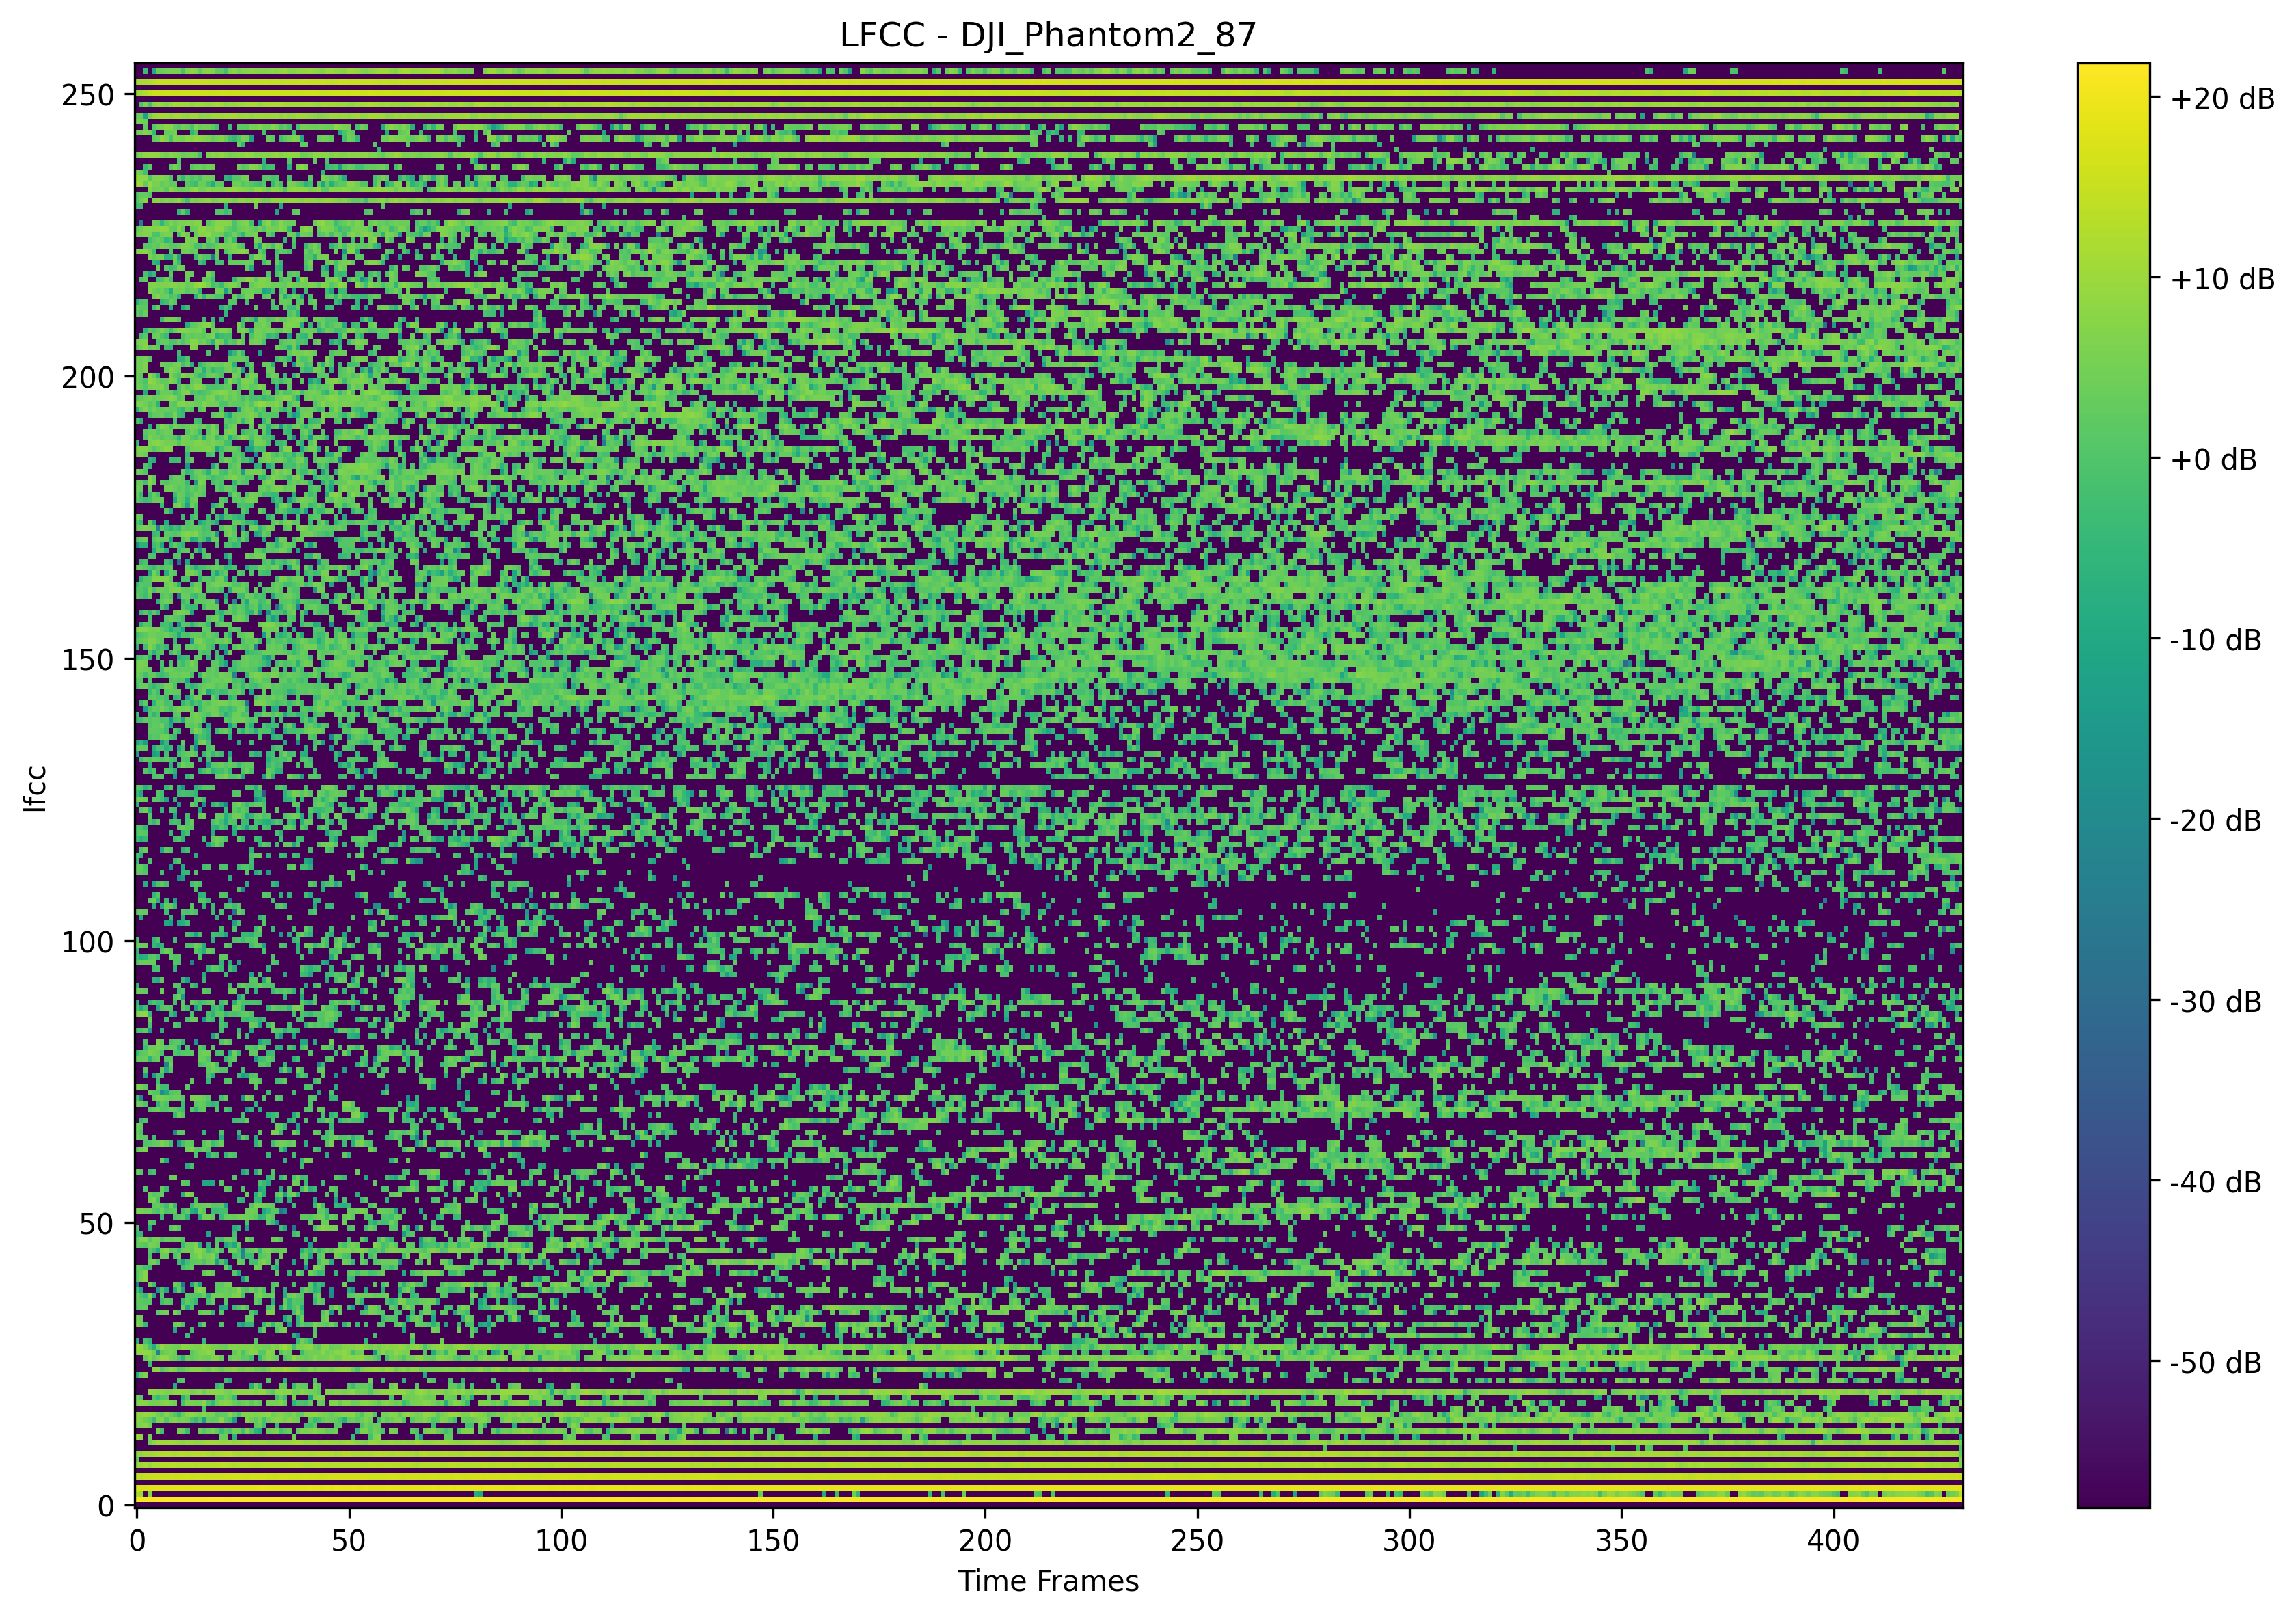 LFCC - DJI_Phantom2_87
250
200
150
100
50
0
lfcc
0 50 100 150 200 250 300 350 400
Time Frames
+20 dB
+10 dB
+0 dB
-10 dB
-20 dB
-30 dB
-40 dB
-50 dB